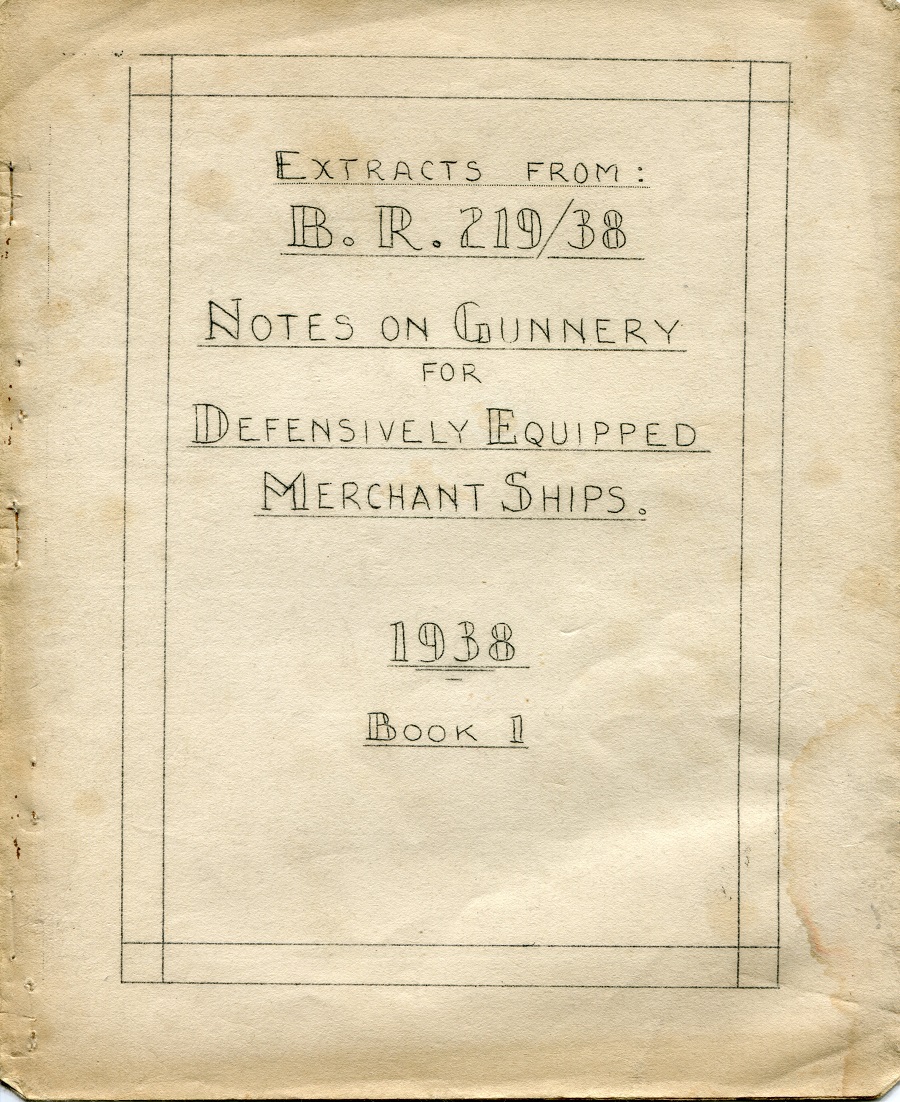 EXTRACTS FROM:
B. R. 219/38
NOTES ON GUNNERY
FOR
DEFENSIVELY EQUIPPED
MERCHANT SHIPS.
1938
BOOK 1